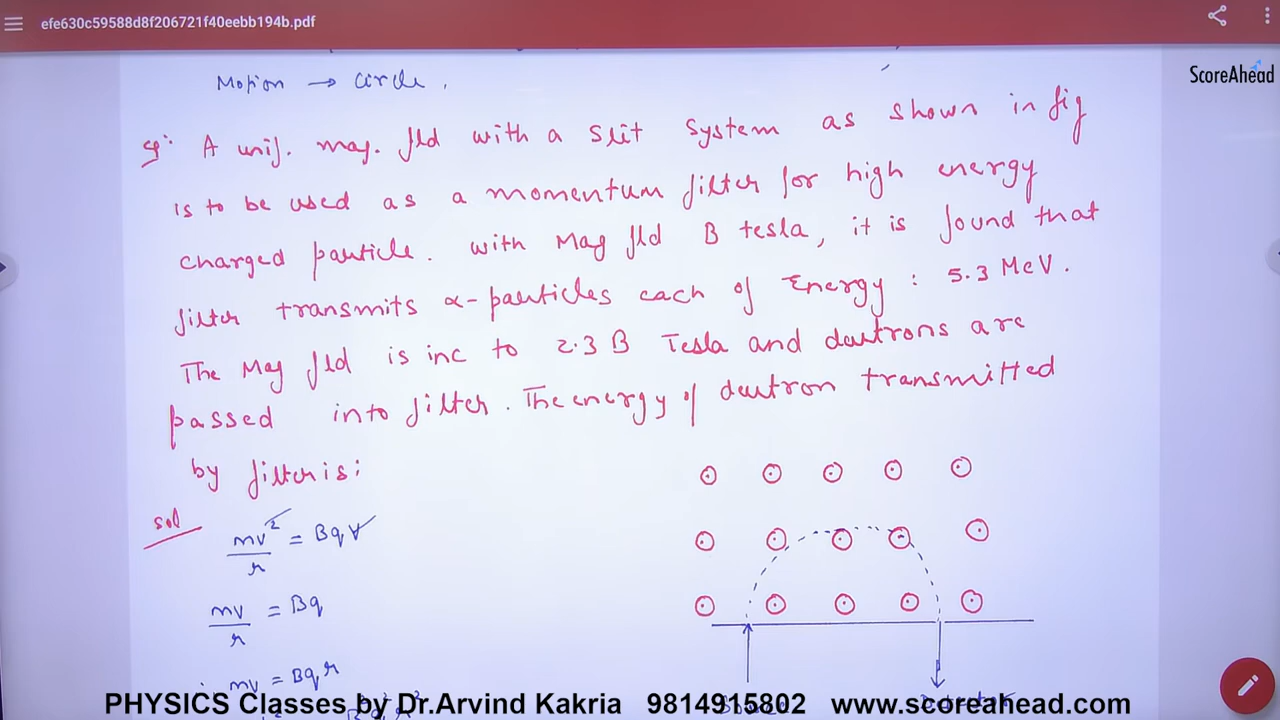 efe630c59588d8f206721f40eebb194b.pdf
ScoreAhead
Motion → circle.
eg: A unif. mag. fld with a slit system as shown in fig
is to be used as a momentum filter for high energy
charged particle. with Mag fld B tesla, it is found that
filter transmits α-particles each of Energy : 5.3 MeV.
The Mag fld is inc to 2.3 B Tesla and deutrons are
passed into filter. The energy of deutron transmitted
by filter is:
Sol
mv²/r = BqV
mv/r = Bq
mv = Bqr
PHYSICS Classes by Dr.Arvind Kakria 9814915802 www.scoreahead.com